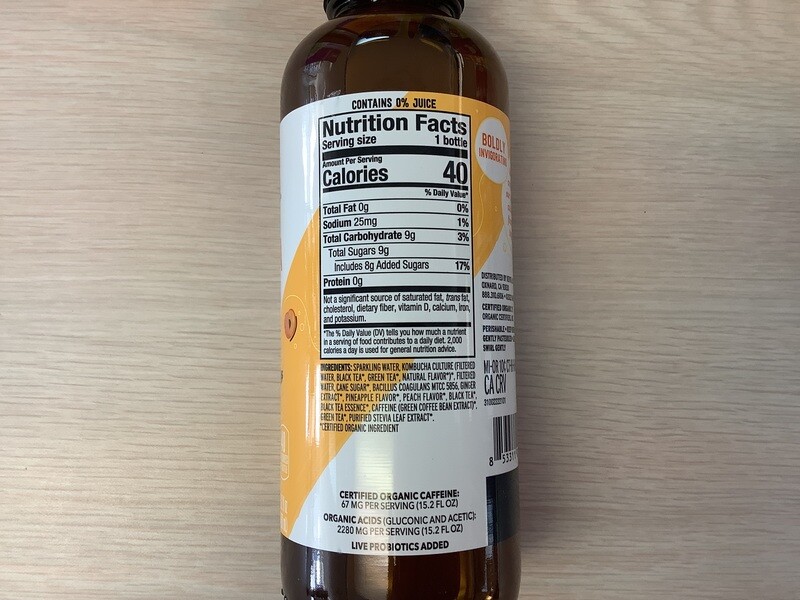 CONTAINS 0% JUICE
Nutrition Facts
Serving size 1 bottle
Amount Per Serving
Calories 40
% Daily Value*
Total Fat 0g 0%
Sodium 25mg 1%
Total Carbohydrate 9g 3%
Total Sugars 9g
Includes 8g Added Sugars 17%
Protein 0g
Not a significant source of saturated fat, trans fat,
cholesterol, dietary fiber, vitamin D, calcium, iron,
and potassium.
*The % Daily Value (DV) tells you how much a nutrient
in a serving of food contributes to a daily diet. 2,000
calories a day is used for general nutrition advice.
INGREDIENTS: SPARKLING WATER, KOMBUCHA CULTURE (FILTERED
WATER, BLACK TEA*, GREEN TEA*, NATURAL FLAVOR*)*, FILTERED
WATER, CANE SUGAR*, BACILLUS COAGULANS MTCC 5856, GINGER
EXTRACT*, PINEAPPLE FLAVOR*, PEACH FLAVOR*, BLACK TEA*,
BLACK TEA ESSENCE*, CAFFEINE (GREEN COFFEE BEAN EXTRACT)*,
GREEN TEA*, PURIFIED STEVIA LEAF EXTRACT*.
*CERTIFIED ORGANIC INGREDIENT
CERTIFIED ORGANIC CAFFEINE:
67 MG PER SERVING (15.2 FL OZ)
ORGANIC ACIDS (GLUCONIC AND ACETIC):
2280 MG PER SERVING (15.2 FL OZ)
LIVE PROBIOTICS ADDED
BOLDLY
DISTRIBUTED BY
OXNARD, CA
CERTIFIED ORGANIC
ORGANIC
PERISHABLE
SWIRL GENTLY
MI-OR 10¢
CA CRV
8